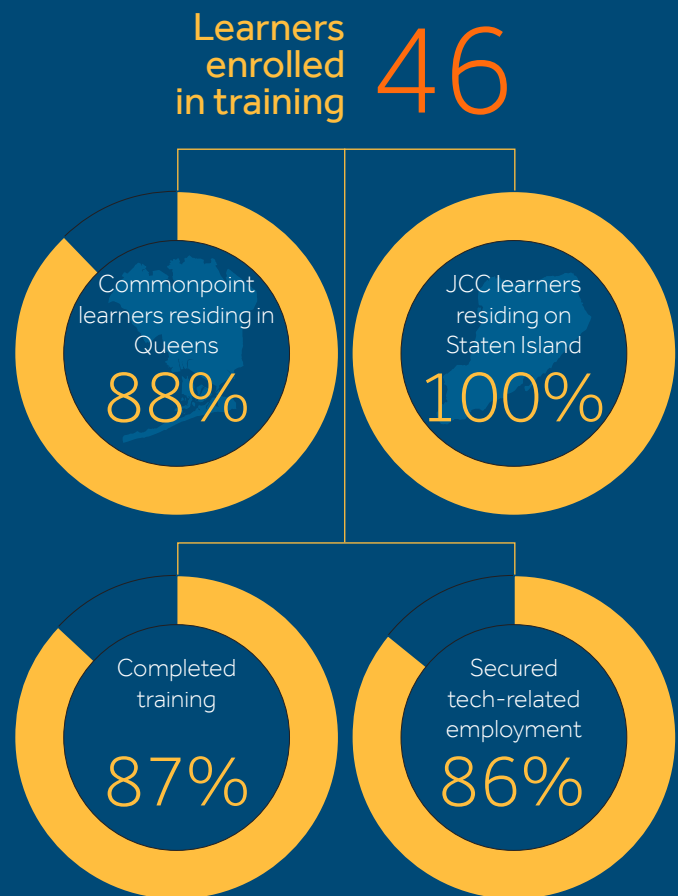 Learners
enrolled
in training
46
Commonpoint
learners residing in
Queens
88%
JCC learners
residing on
Staten Island
100%
Completed
training
87%
Secured
tech-related
employment
86%